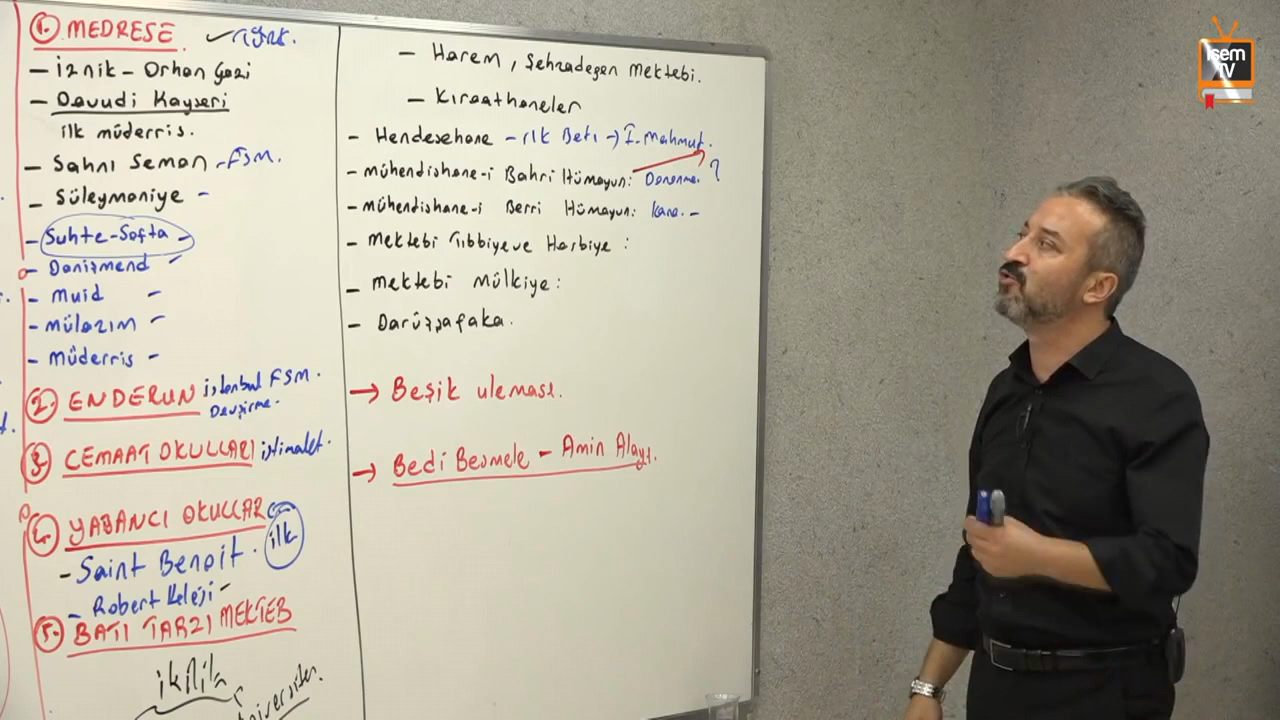 1. MEDRESE ✓
- İznik - Orhan Gazi
- Davudi Kayseri
ilk müderris.
- Sahnı Seman - FSM.
- Süleymaniye -
- Suhte-Softa -
- Danişmend
- Muid -
- Mülazım
- Müderris -
2. ENDERUN İstanbul FSM.
Devşirme.
3. CEMAAT OKULLARI istimalet.
4. YABANCI OKULLAR
- Saint Benoit. ilk
- Robert Koleji -
5. BATI TARZI MEKTEB
ikilik
- Harem, Şehzadegan Mektebi.
- Kıraathaneler
- Hendesehane - ilk Batı → I. Mahmut.
- mühendishane-i Bahri Hümayun: Donanma. ?
- mühendishane-i Berri Hümayun: Kara. -
- Mektebi Tıbbiye ve Harbiye :
- Mektebi Mülkiye :
- Darüşşafaka.
→ Beşik uleması.
→ Bedi Besmele - Amin Alayı.
isem
TV